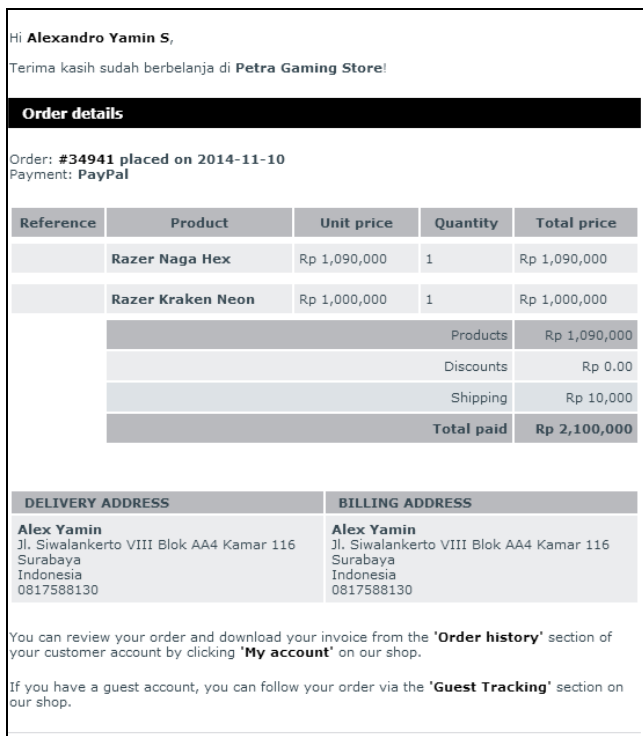 Hi Alexandro Yamin S,
Terima kasih sudah berbelanja di Petra Gaming Store!
Order details
Order: #34941 placed on 2014-11-10
Payment: PayPal
Reference Product Unit price Quantity Total price
Razer Naga Hex Rp 1,090,000 1 Rp 1,090,000
Razer Kraken Neon Rp 1,000,000 1 Rp 1,000,000
Products Rp 1,090,000
Discounts Rp 0.00
Shipping Rp 10,000
Total paid Rp 2,100,000
DELIVERY ADDRESS BILLING ADDRESS
Alex Yamin Alex Yamin
Jl. Siwalankerto VIII Blok AA4 Kamar 116 Jl. Siwalankerto VIII Blok AA4 Kamar 116
Surabaya Surabaya
Indonesia Indonesia
0817588130 0817588130
You can review your order and download your invoice from the 'Order history' section of
your customer account by clicking 'My account' on our shop.
If you have a guest account, you can follow your order via the 'Guest Tracking' section on
our shop.